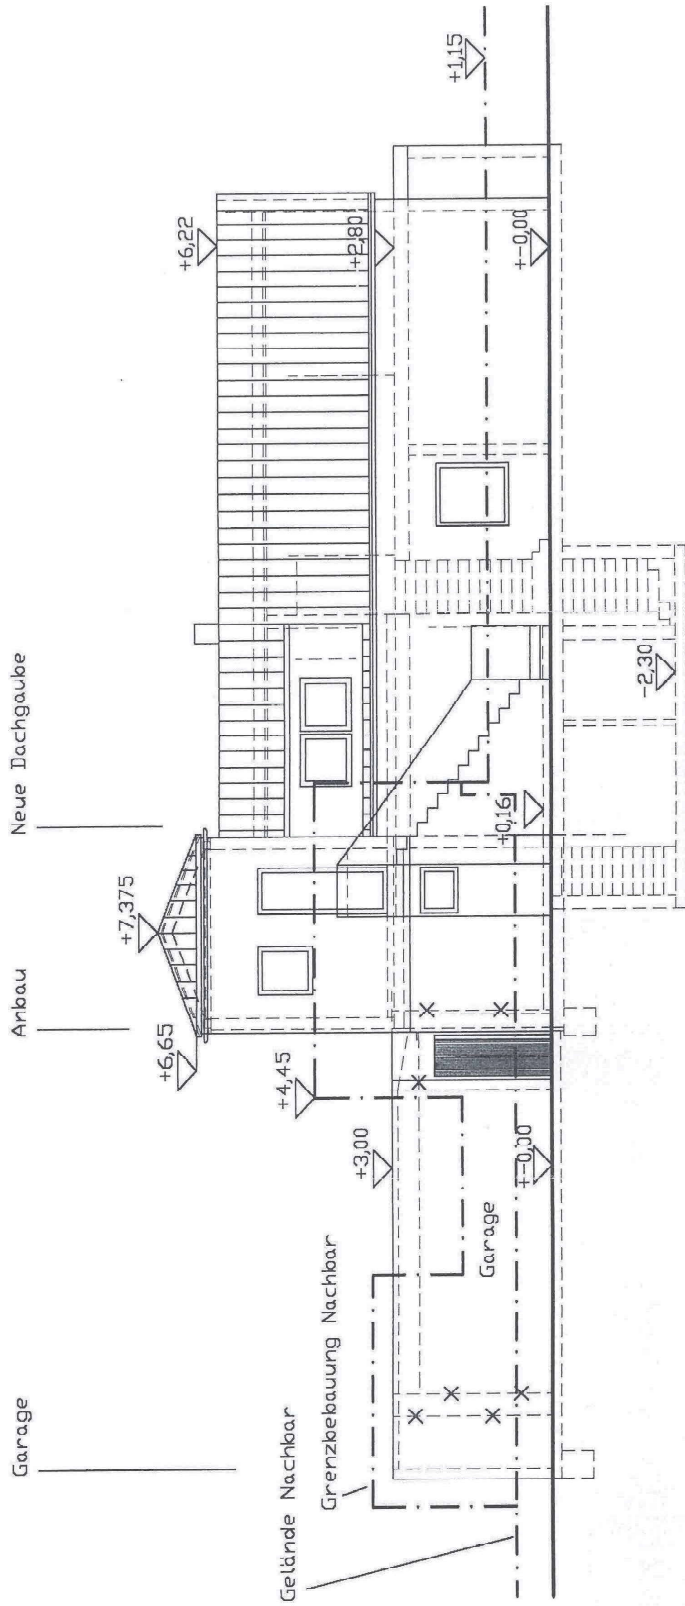 Garage
Anbau
Neue Dachgaube
+7,375
+6,65
+6,22
+4,45
+3,00
+2,80
+1,15
Gelände Nachbar
Grenzbebauung Nachbar
Garage
+-0,00
+0,16
+-0,00
-2,30